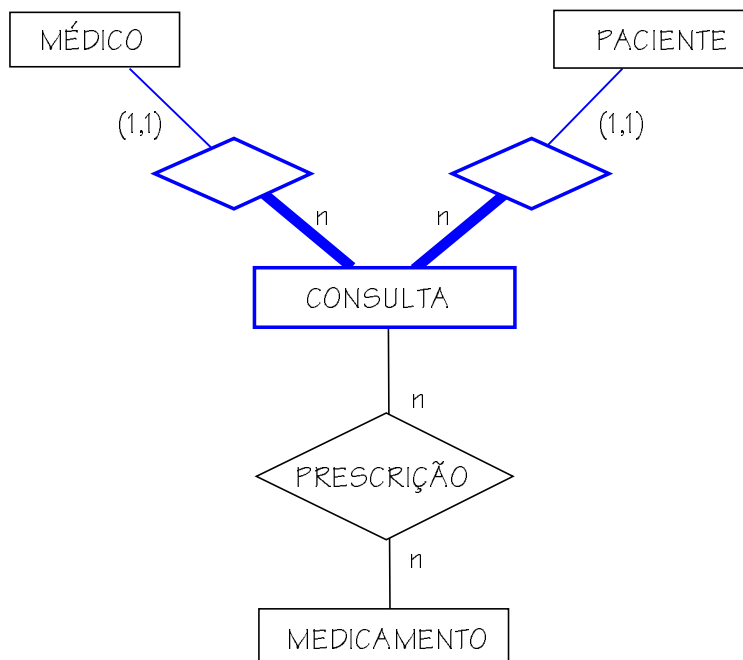 MÉDICO
PACIENTE
(1,1)
(1,1)
n
n
CONSULTA
n
PRESCRIÇÃO
n
MEDICAMENTO